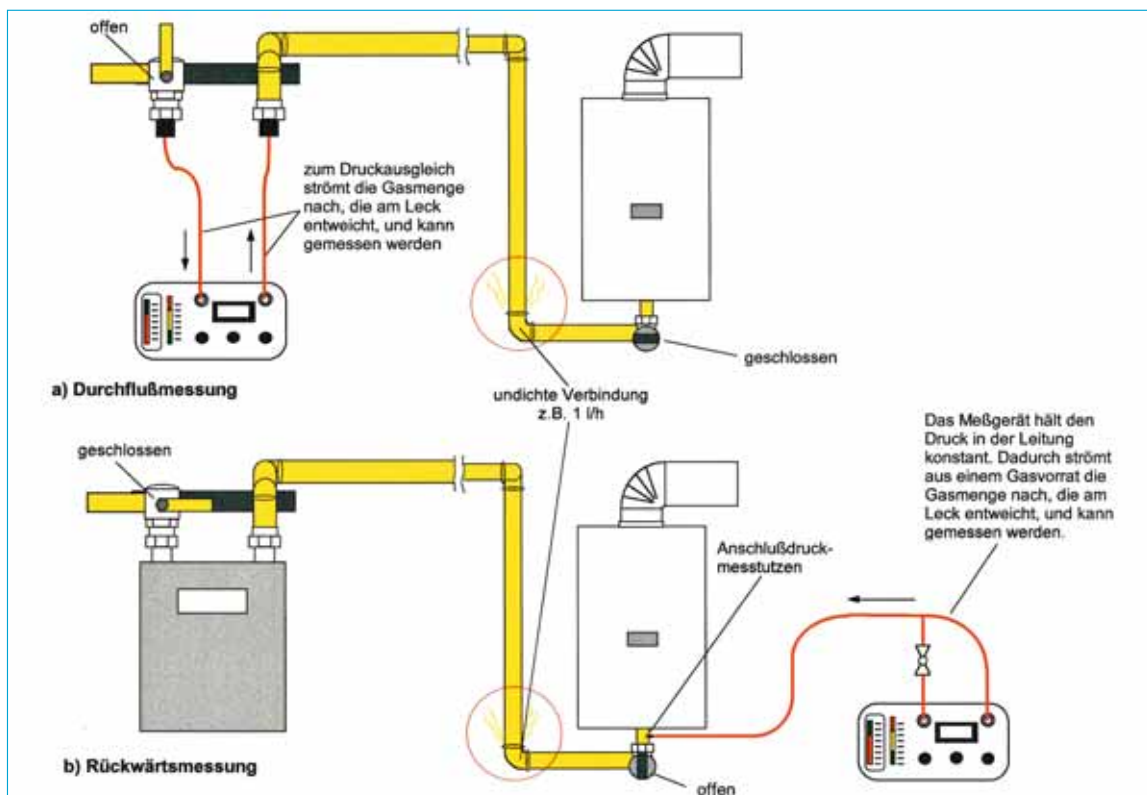 offen
zum Druckausgleich
strömt die Gasmenge
nach, die am Leck
entweicht, und kann
gemessen werden
geschlossen
a) Durchflußmessung
undichte Verbindung
z.B. 1 l/h
geschlossen
Das Meßgerät hält den
Druck in der Leitung
konstant. Dadurch strömt
aus einem Gasvorrat die
Gasmenge nach, die am
Leck entweicht, und kann
gemessen werden.
Anschlußdruck-
messtutzen
b) Rückwärtsmessung
offen